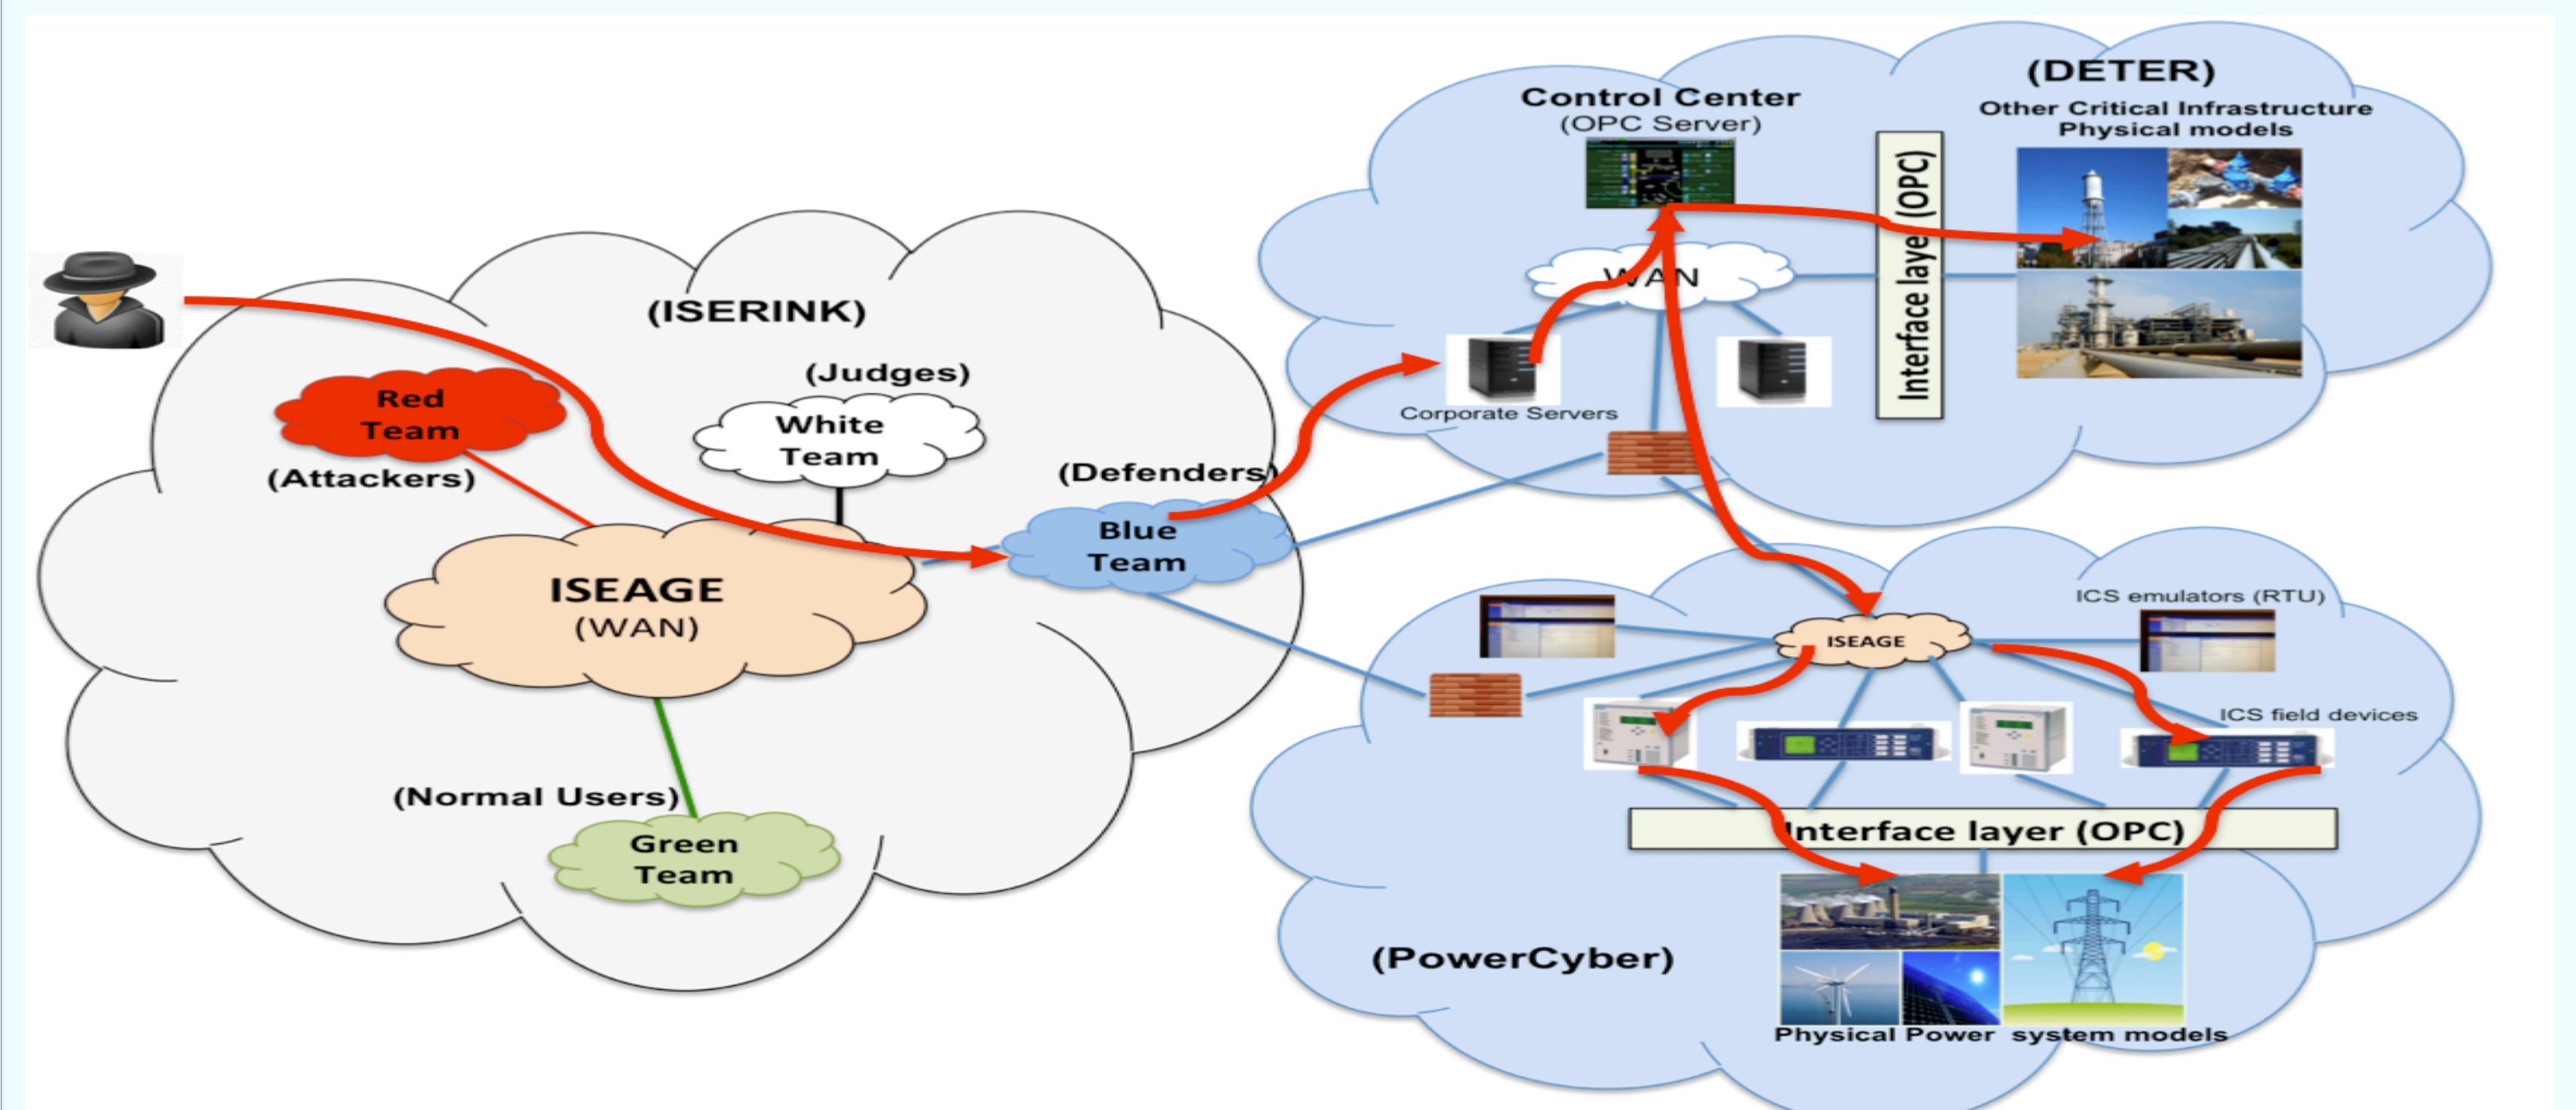 (ISERINK)
(Judges)
Red
Team
(Attackers)
White
Team
(Defenders)
Blue
Team
ISEAGE
(WAN)
(Normal Users)
Green
Team
(DETER)
Control Center
(OPC Server)
Other Critical Infrastructure
Physical models
Interface layer (OPC)
WAN
Corporate Servers
ICS emulators (RTU)
ISEAGE
ICS field devices
Interface layer (OPC)
(PowerCyber)
Physical Power system models